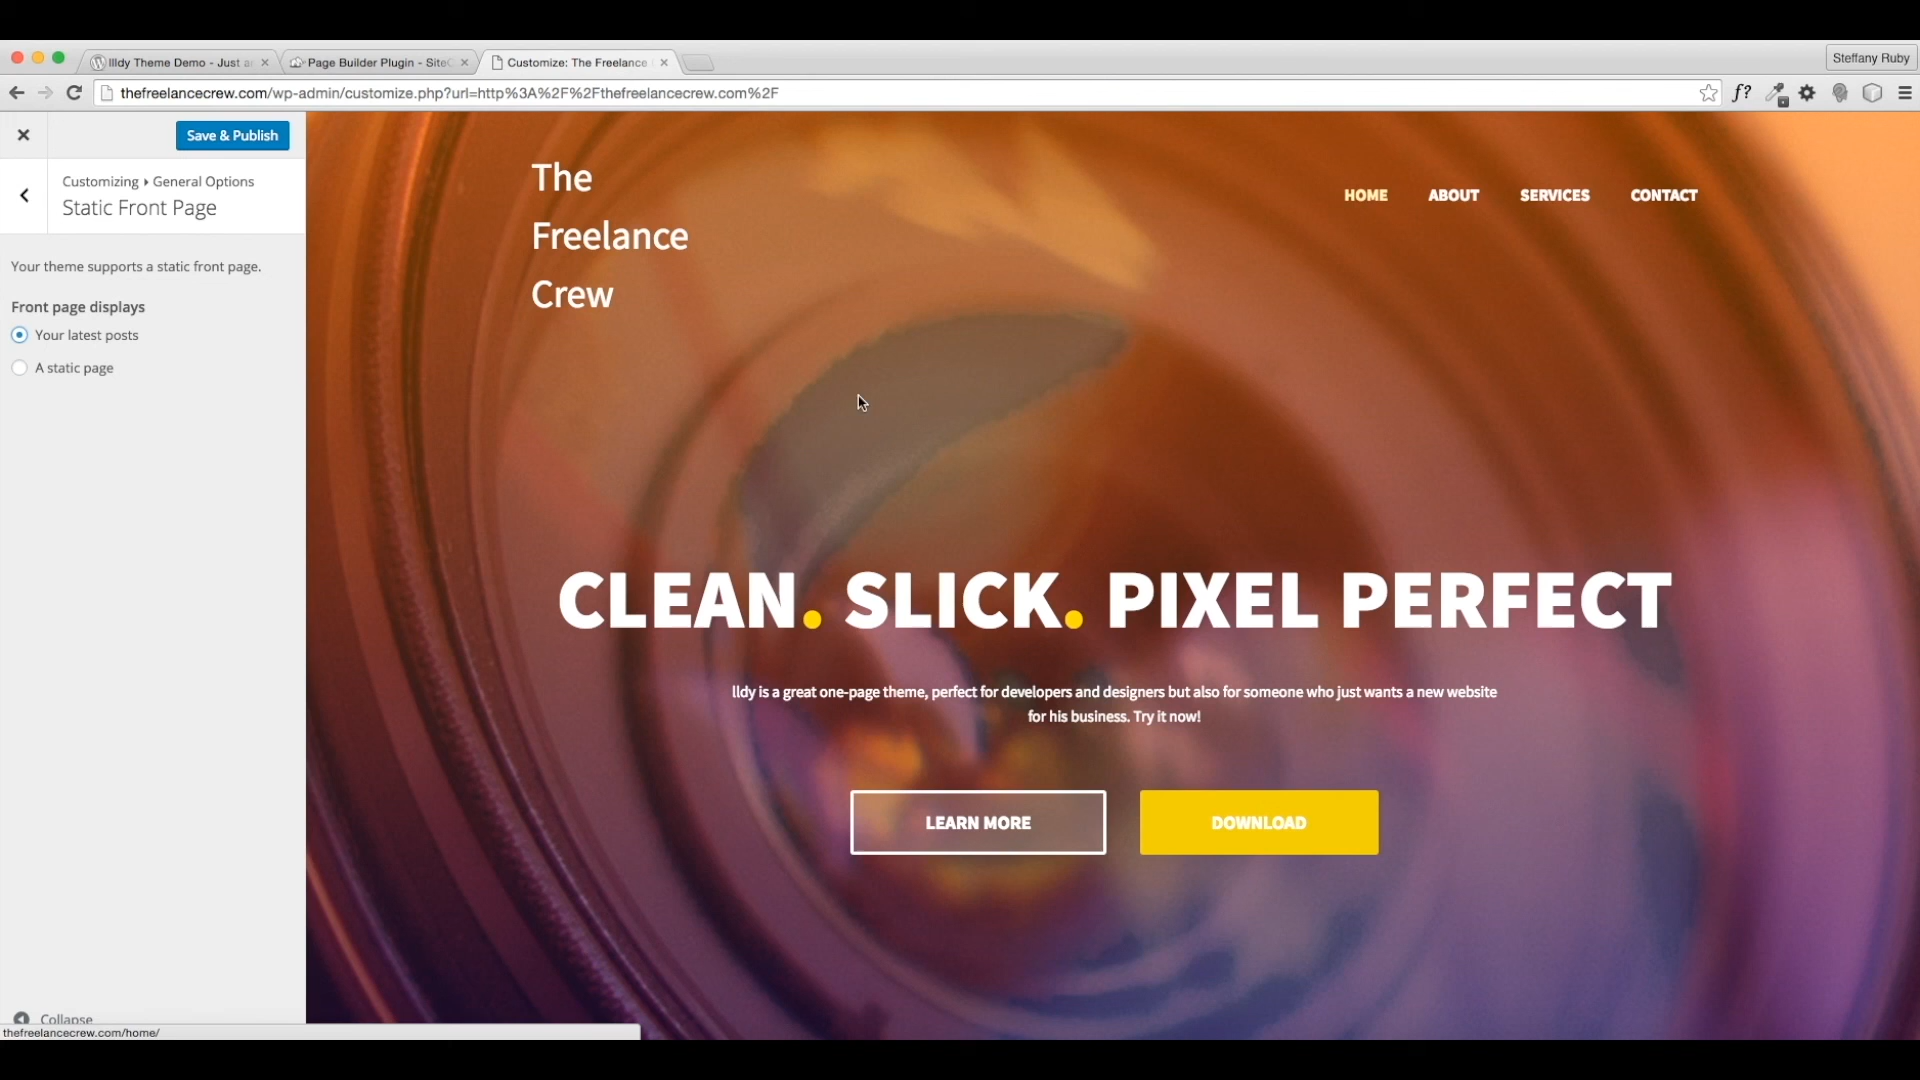 Illdy Theme Demo - Just a
Page Builder Plugin - SiteO
Customize: The Freelance
Steffany Ruby
thefreelancecrew.com/wp-admin/customize.php?url=http%3A%2F%2Fthefreelancecrew.com%2F
f?
Save & Publish
Customizing ▸ General Options
Static Front Page
Your theme supports a static front page.
Front page displays
Your latest posts
A static page
The
Freelance
Crew
HOME
ABOUT
SERVICES
CONTACT
CLEAN. SLICK. PIXEL PERFECT
lldy is a great one-page theme, perfect for developers and designers but also for someone who just wants a new website
for his business. Try it now!
LEARN MORE
DOWNLOAD
Collapse
thefreelancecrew.com/home/